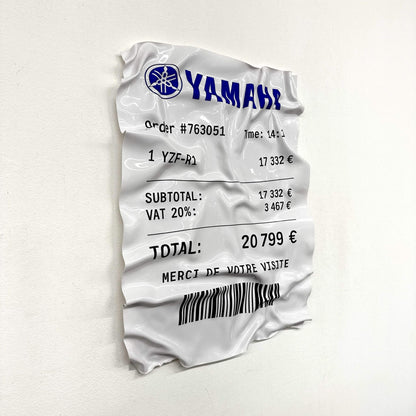 YAMAHA
Order #763051 Time: 14:1
1 YZF-R1 17 332 €
SUBTOTAL: 17 332 €
VAT 20%: 3 467 €
TOTAL: 20 799 €
MERCI DE VOTRE VISITE